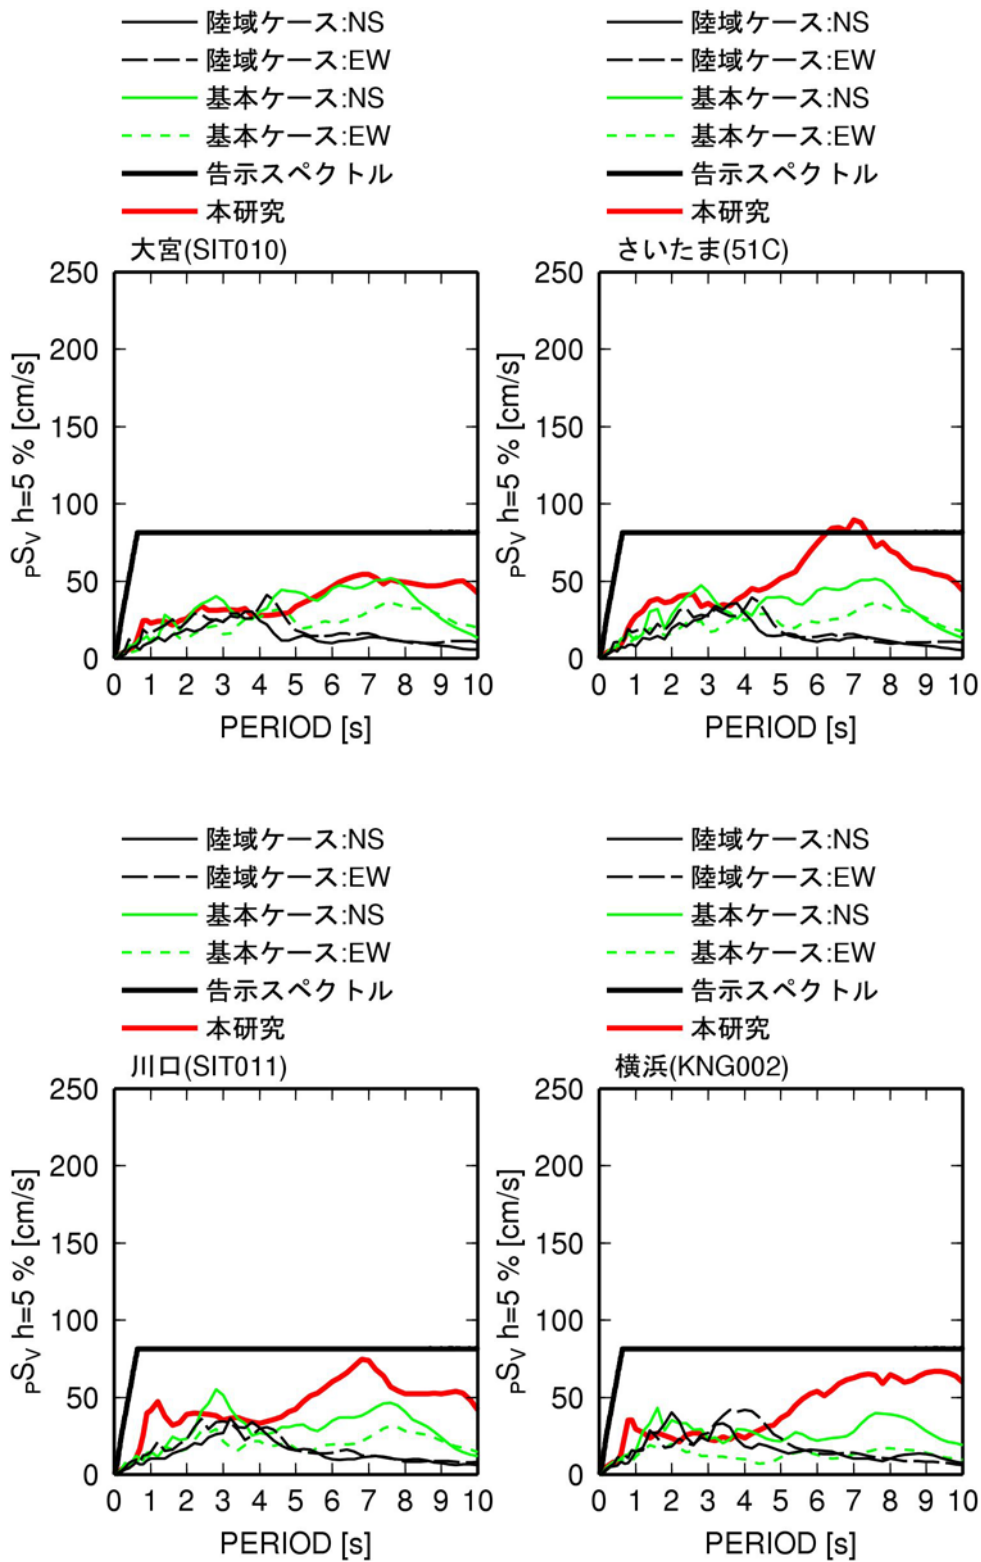 陸域ケース:NS
陸域ケース:EW
基本ケース:NS
基本ケース:EW
告示スペクトル
本研究
大宮(SIT010)
250
200
150
100
50
0
PSV h=5 % [cm/s]
0 1 2 3 4 5 6 7 8 9 10
PERIOD [s]
陸域ケース:NS
陸域ケース:EW
基本ケース:NS
基本ケース:EW
告示スペクトル
本研究
さいたま(51C)
250
200
150
100
50
0
PSV h=5 % [cm/s]
0 1 2 3 4 5 6 7 8 9 10
PERIOD [s]
陸域ケース:NS
陸域ケース:EW
基本ケース:NS
基本ケース:EW
告示スペクトル
本研究
川口(SIT011)
250
200
150
100
50
0
PSV h=5 % [cm/s]
0 1 2 3 4 5 6 7 8 9 10
PERIOD [s]
陸域ケース:NS
陸域ケース:EW
基本ケース:NS
基本ケース:EW
告示スペクトル
本研究
横浜(KNG002)
250
200
150
100
50
0
PSV h=5 % [cm/s]
0 1 2 3 4 5 6 7 8 9 10
PERIOD [s]